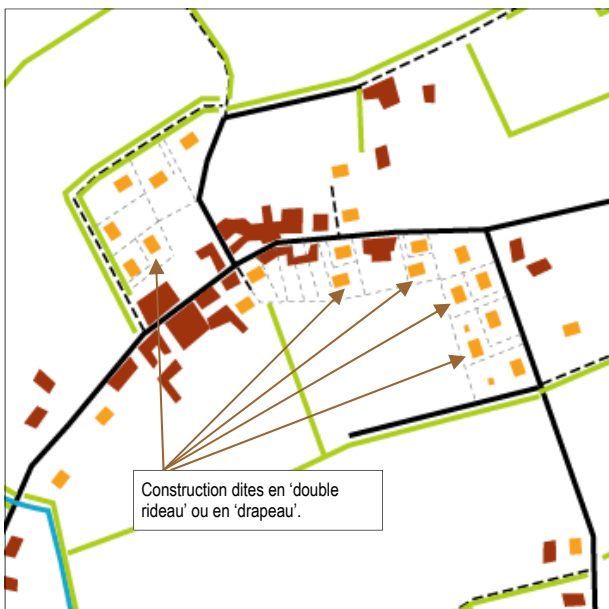 Construction dites en ‘double
rideau’ ou en ‘drapeau’.